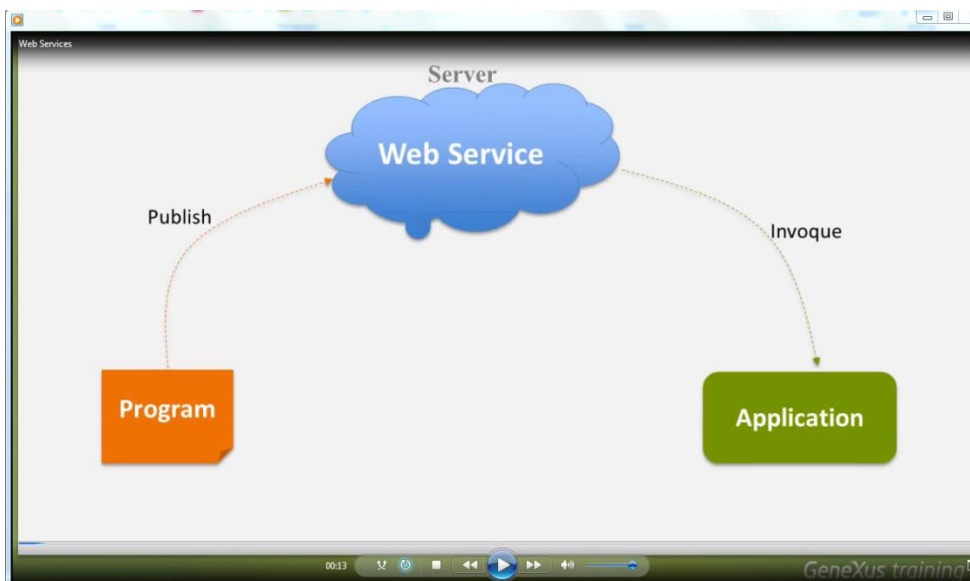 Web Services
Server
Web Service
Publish
Invoque
Program
Application
00:13
GeneXus training